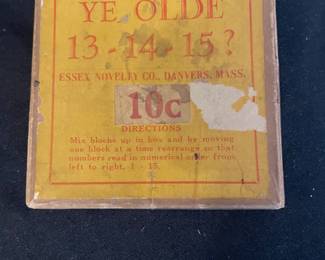 YE OLDE
13-14-15?
ESSEX NOVELTY CO., DANVERS, MASS.
10c
DIRECTIONS
Mix blocks up in box and by moving
one block at a time rearrange so that
numbers read in numerical order from
left to right, 1 - 15.